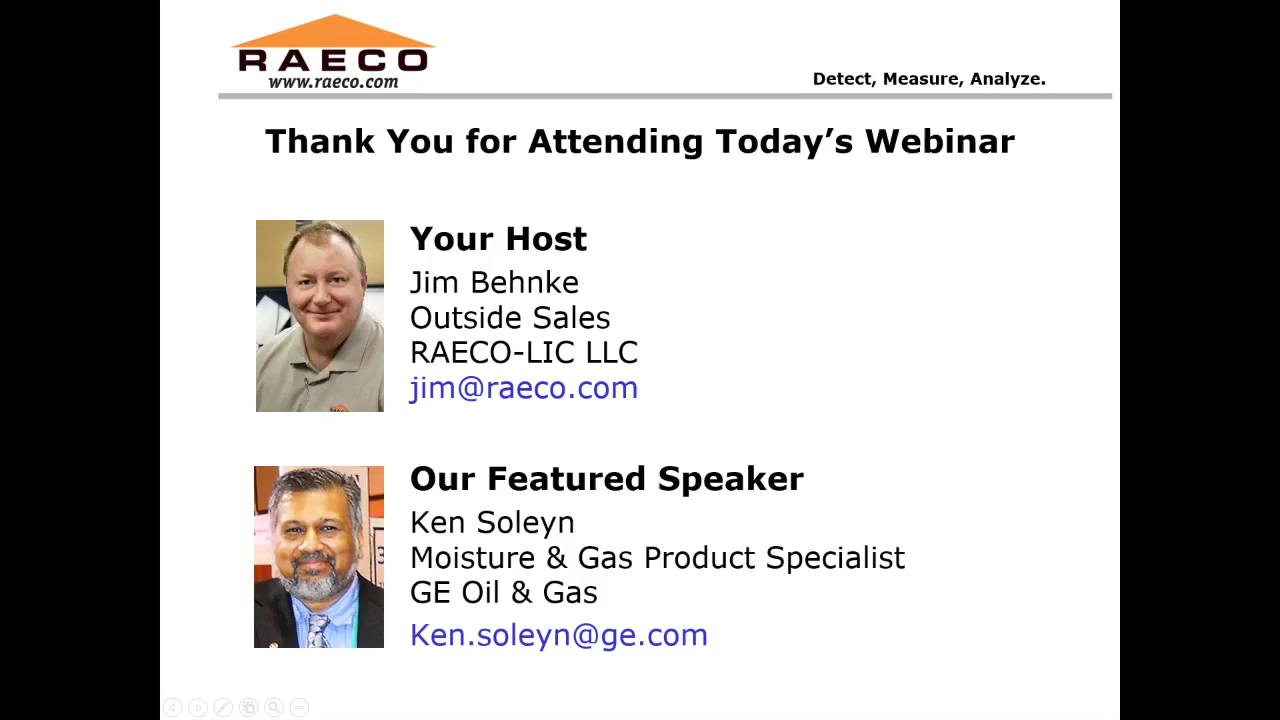 RAECO
www.raeco.com
Detect, Measure, Analyze.
Thank You for Attending Today’s Webinar
Your Host
Jim Behnke
Outside Sales
RAECO-LIC LLC
jim@raeco.com
Our Featured Speaker
Ken Soleyn
Moisture & Gas Product Specialist
GE Oil & Gas
Ken.soleyn@ge.com